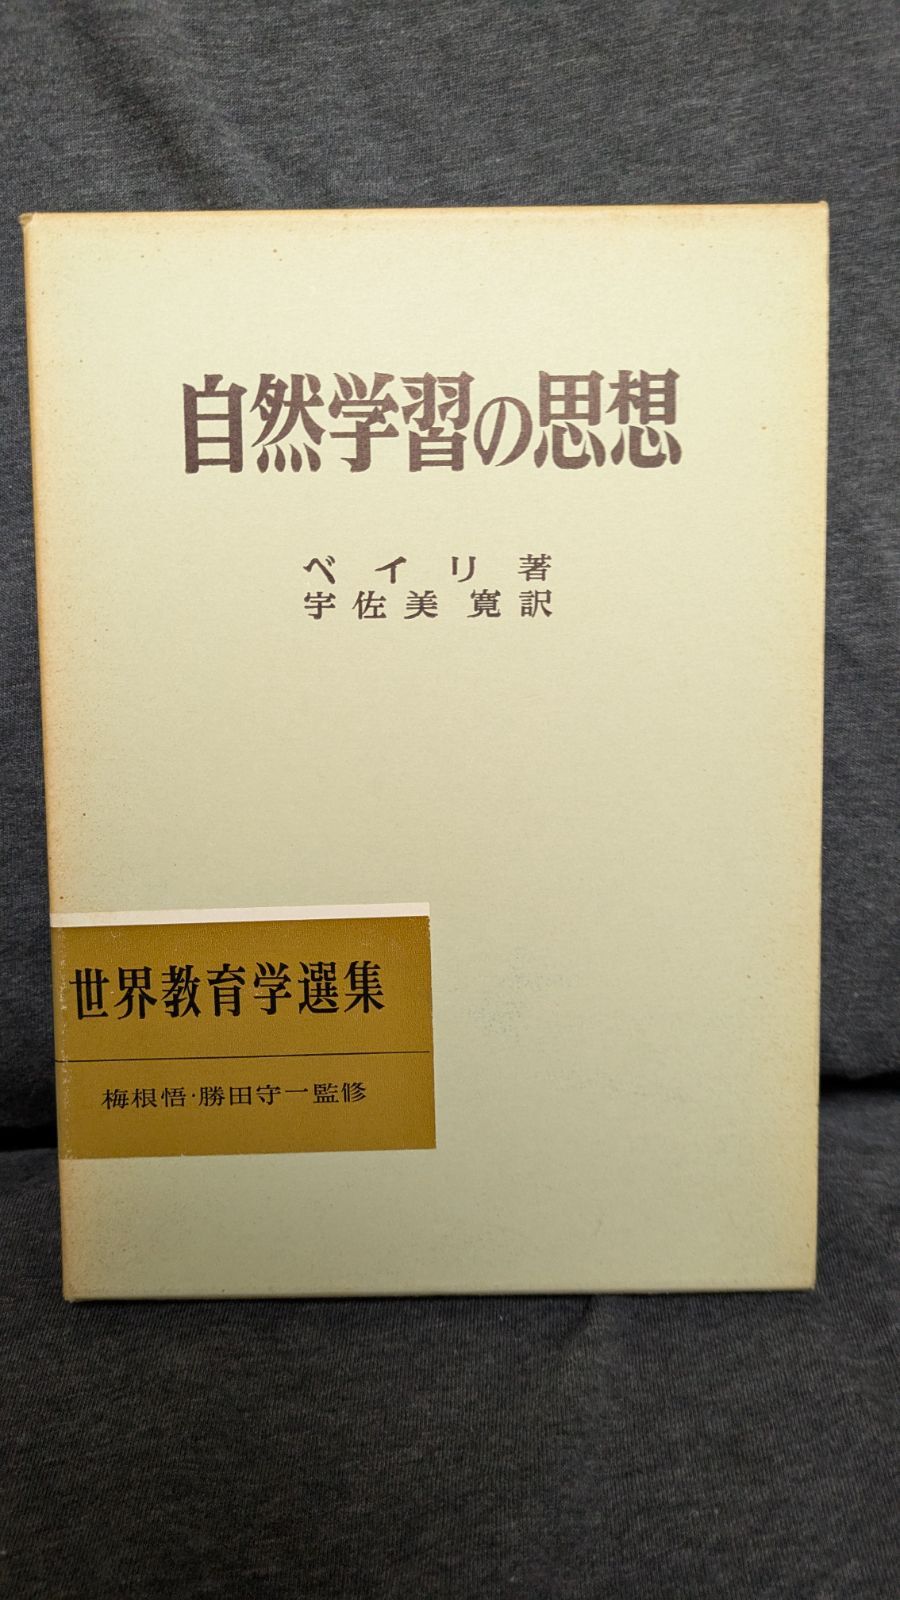 自然学習の思想
ベイリ著
宇佐美寛訳
世界教育学選集
梅根悟・勝田守一監修